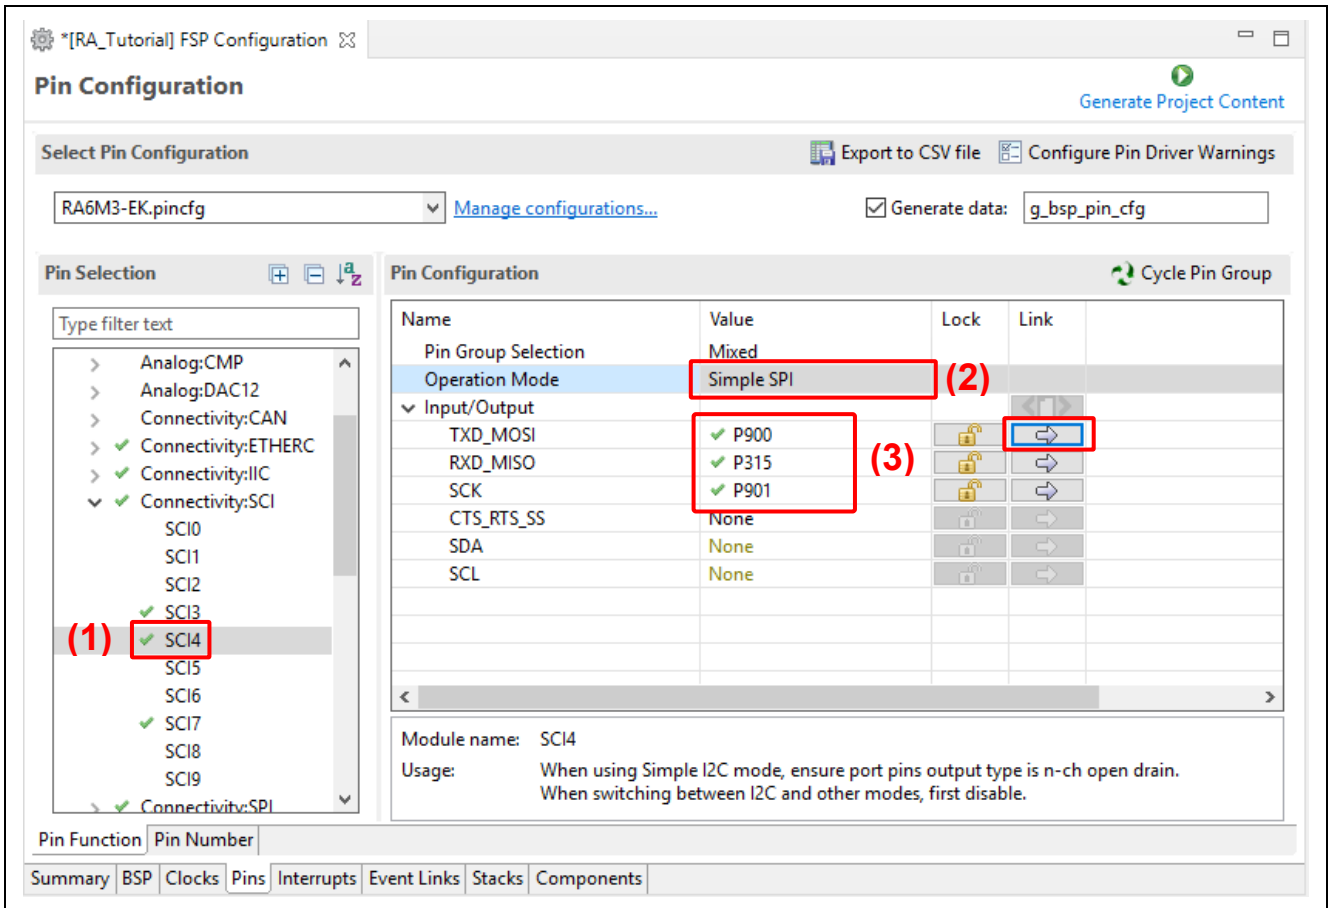 *[RA_Tutorial] FSP Configuration
Pin Configuration
Generate Project Content
Select Pin Configuration
Export to CSV file
Configure Pin Driver Warnings
RA6M3-EK.pincfg
Manage configurations...
Generate data:
g_bsp_pin_cfg
Pin Selection
Type filter text
Analog:CMP
Analog:DAC12
Connectivity:CAN
Connectivity:ETHERC
Connectivity:IIC
Connectivity:SCI
SCI0
SCI1
SCI2
SCI3
(1) SCI4
SCI5
SCI6
SCI7
SCI8
SCI9
Connectivity:SPI
Pin Configuration
Cycle Pin Group
Name Value Lock Link
Pin Group Selection Mixed
Operation Mode Simple SPI (2)
Input/Output
TXD_MOSI P900
RXD_MISO P315 (3)
SCK P901
CTS_RTS_SS None
SDA None
SCL None
Module name: SCI4
Usage: When using Simple I2C mode, ensure port pins output type is n-ch open drain.
When switching between I2C and other modes, first disable.
Pin Function Pin Number
Summary BSP Clocks Pins Interrupts Event Links Stacks Components